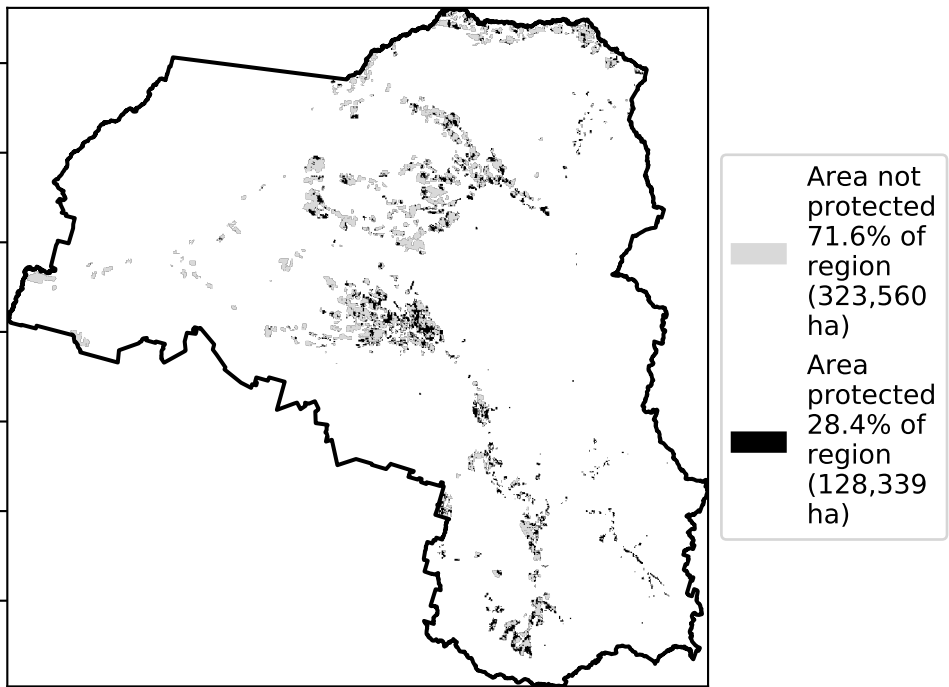 Area not
protected
71.6% of
region
(323,560
ha)
Area
protected
28.4% of
region
(128,339
ha)